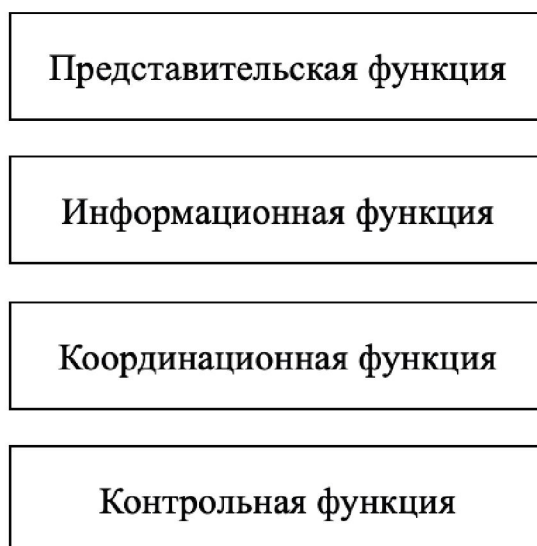 Представительская функция
Информационная функция
Координационная функция
Контрольная функция